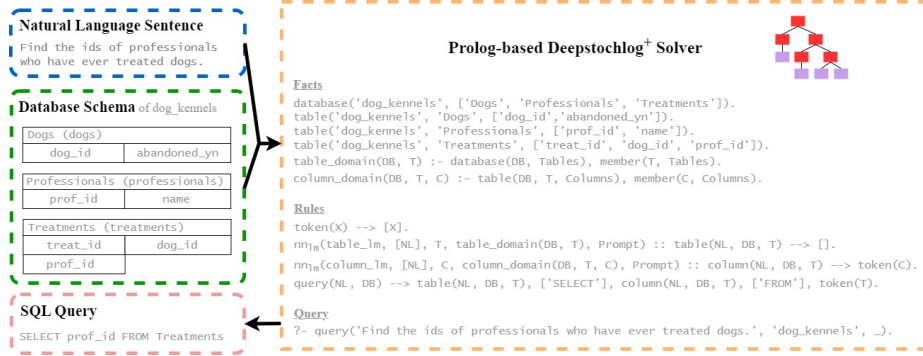 Natural Language Sentence
Find the ids of professionals
who have ever treated dogs.
Database Schema of dog_kennels
Dogs (dogs)
dog_id abandoned_yn
Professionals (professionals)
prof_id name
Treatments (treatments)
treat_id dog_id
prof_id
SQL Query
SELECT prof_id FROM Treatments
Prolog-based Deepstochlog+ Solver
Facts
database('dog_kennels', ['Dogs', 'Professionals', 'Treatments']).
table('dog_kennels', 'Dogs', ['dog_id','abandoned_yn']).
table('dog_kennels', 'Professionals', ['prof_id', 'name']).
table('dog_kennels', 'Treatments', ['treat_id', 'dog_id', 'prof_id']).
table_domain(DB, T) :- database(DB, Tables), member(T, Tables).
column_domain(DB, T, C) :- table(DB, T, Columns), member(C, Columns).
Rules
token(X) --> [X].
nnlm(table_lm, [NL], T, table_domain(DB, T), Prompt) :: table(NL, DB, T) --> [].
nnlm(column_lm, [NL], C, column_domain(DB, T, C), Prompt) :: column(NL, DB, T) --> token(C).
query(NL, DB) --> table(NL, DB, T), ['SELECT'], column(NL, DB, T), ['FROM'], token(T).
Query
?- query('Find the ids of professionals who have ever treated dogs.', 'dog_kennels', _).